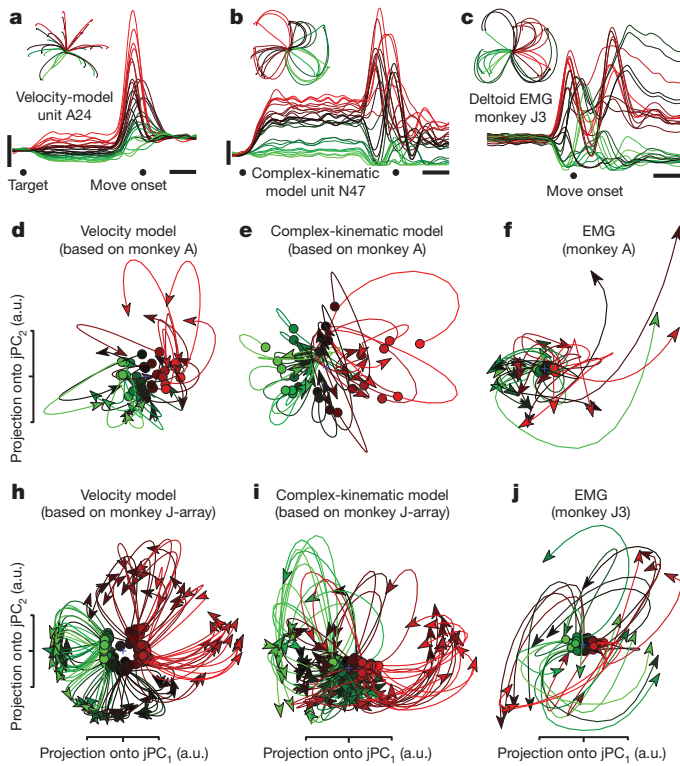 a
b
c
Velocity-model
unit A24
Deltoid EMG
monkey J3
Target
Move onset
Complex-kinematic
model unit N47
Move onset
d
Velocity model
(based on monkey A)
e
Complex-kinematic model
(based on monkey A)
f
EMG
(monkey A)
Projection onto jPC2 (a.u.)
h
Velocity model
(based on monkey J-array)
i
Complex-kinematic model
(based on monkey J-array)
j
EMG
(monkey J3)
Projection onto jPC2 (a.u.)
Projection onto jPC1 (a.u.)
Projection onto jPC1 (a.u.)
Projection onto jPC1 (a.u.)